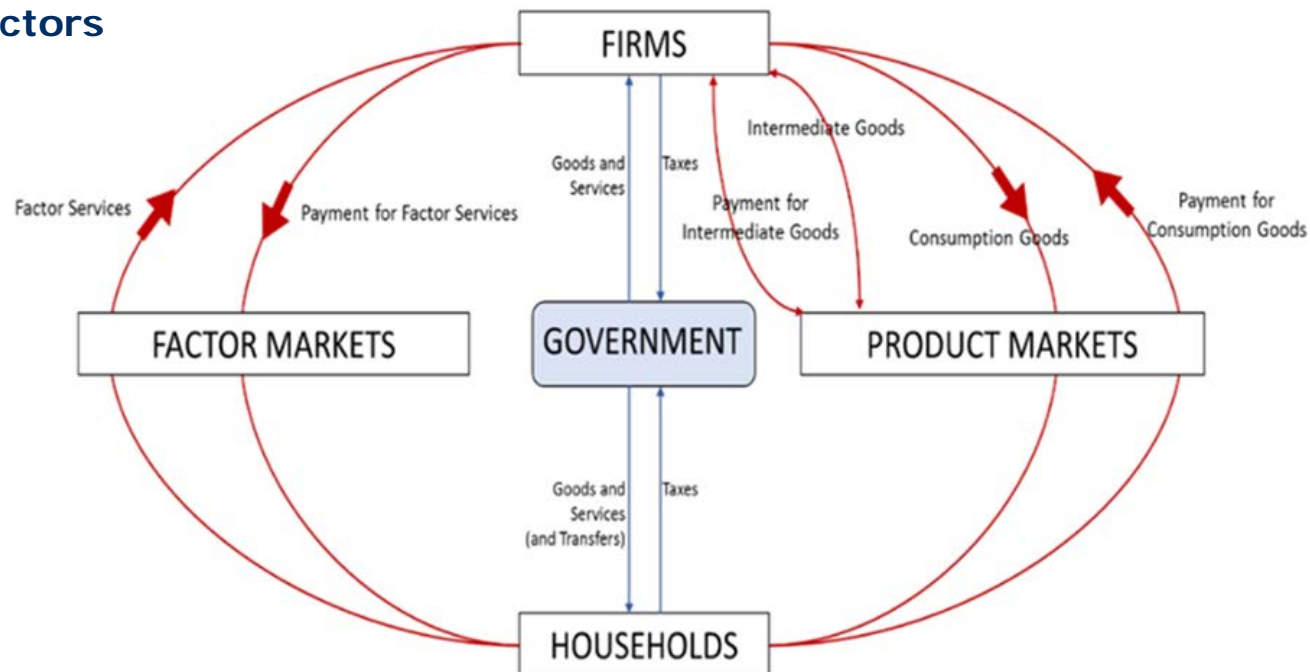 ctors
FIRMS
Intermediate Goods
Goods and
Services
Taxes
Factor Services
Payment for Factor Services
Payment for
Intermediate Goods
Consumption Goods
Payment for
Consumption Goods
FACTOR MARKETS
GOVERNMENT
PRODUCT MARKETS
Goods and
Services
(and Transfers)
Taxes
HOUSEHOLDS